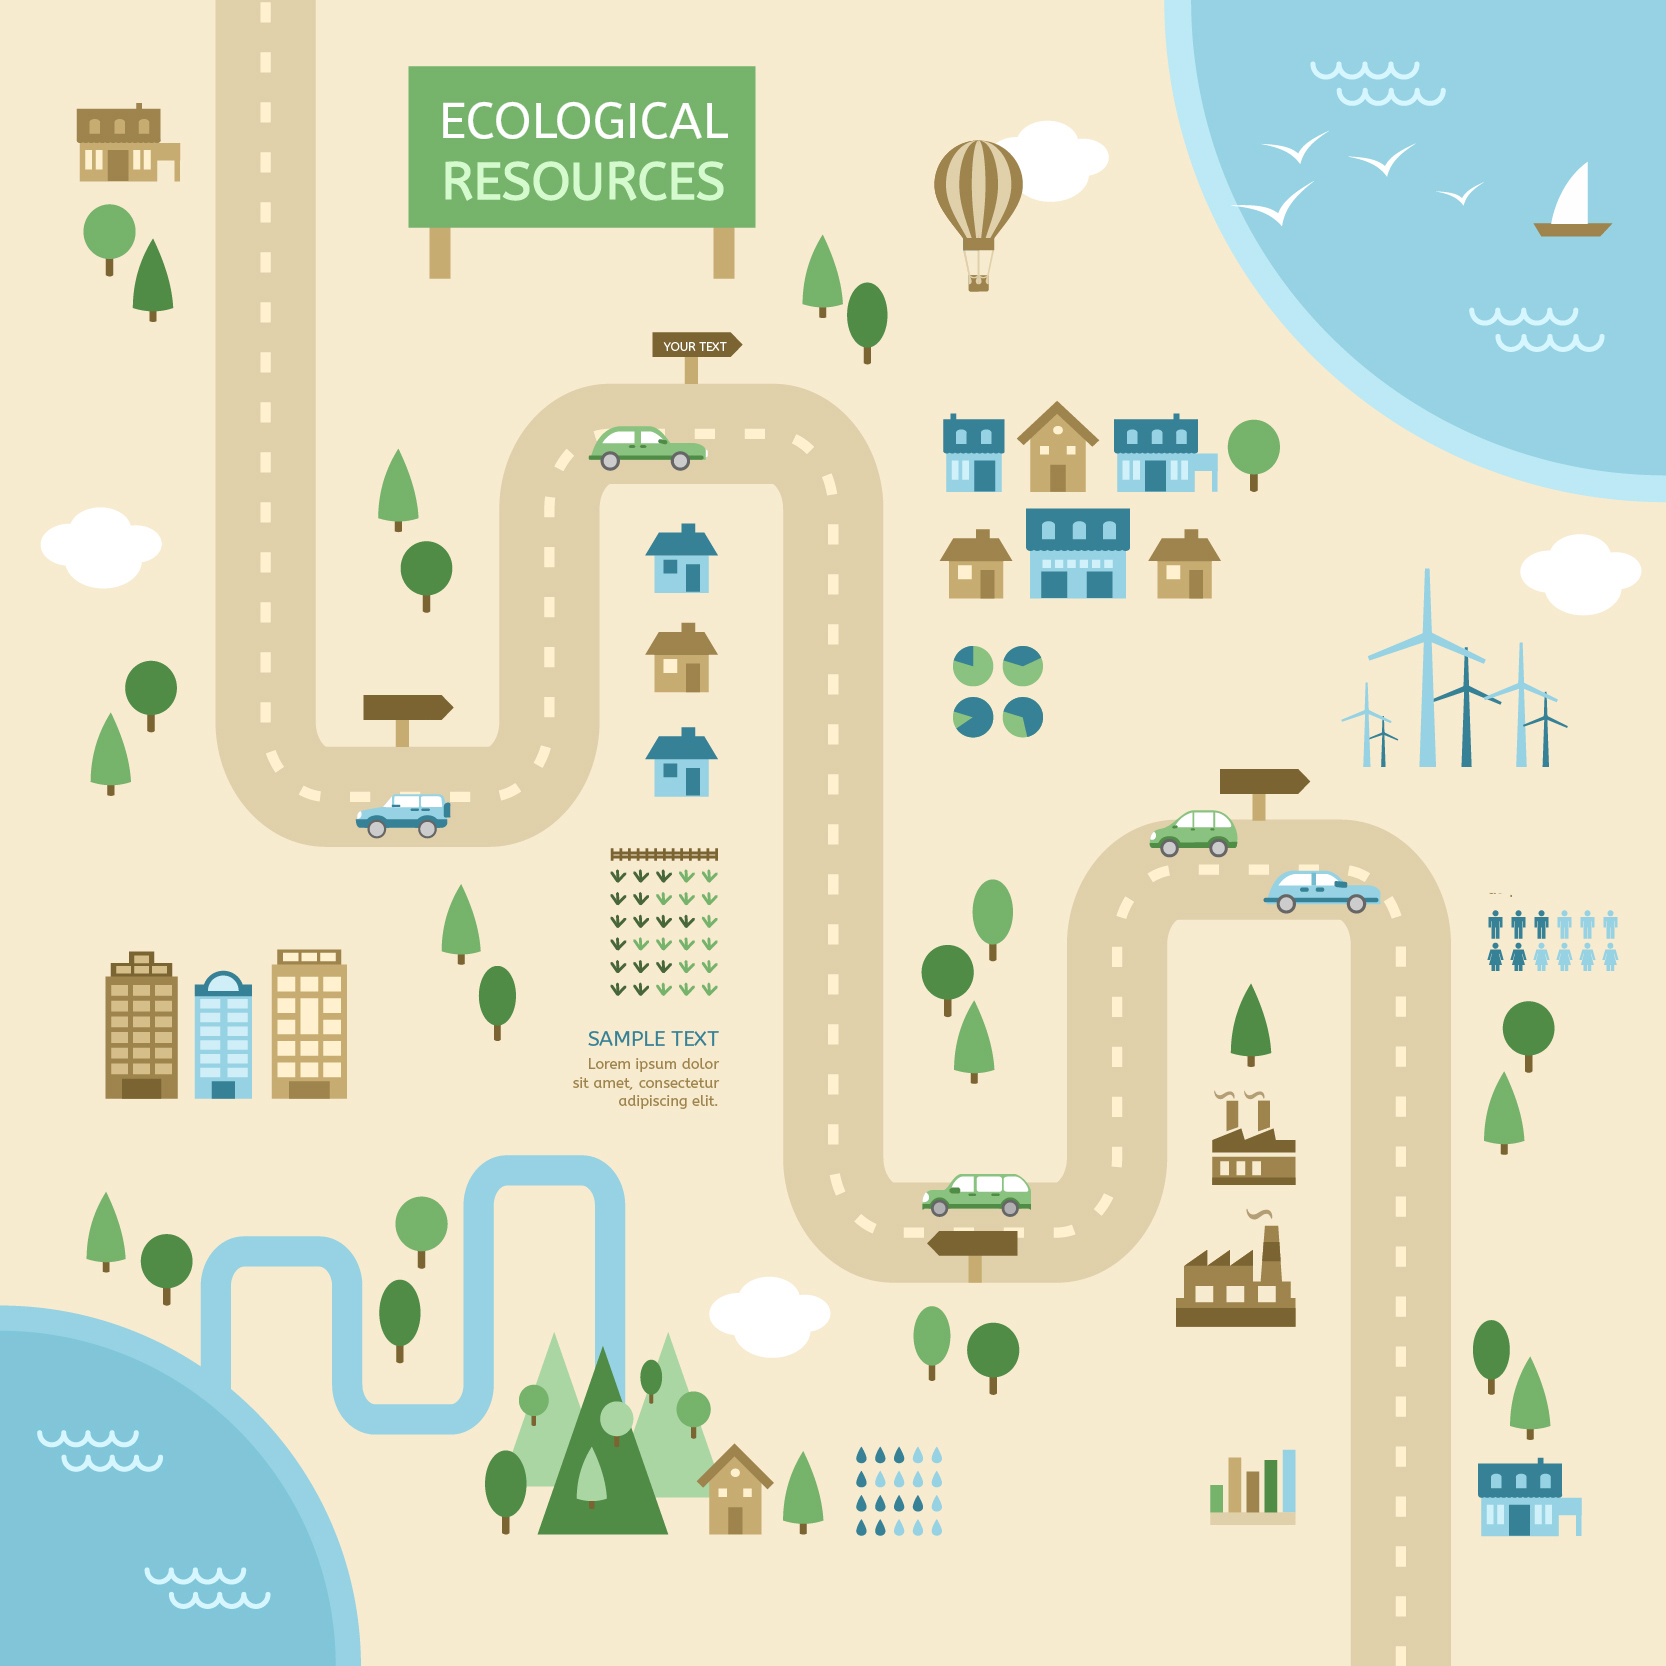 ECOLOGICAL
RESOURCES
YOUR TEXT
SAMPLE TEXT
Lorem ipsum dolor
sit amet, consectetur
adipiscing elit.